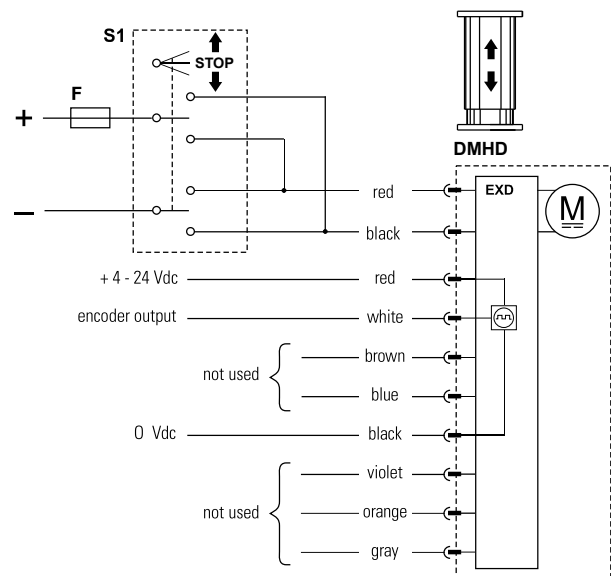 S1
STOP
F
+
−
DMHD
EXD
M
red
black
+ 4 - 24 Vdc
red
encoder output
white
not used
brown
blue
0 Vdc
black
not used
violet
orange
gray